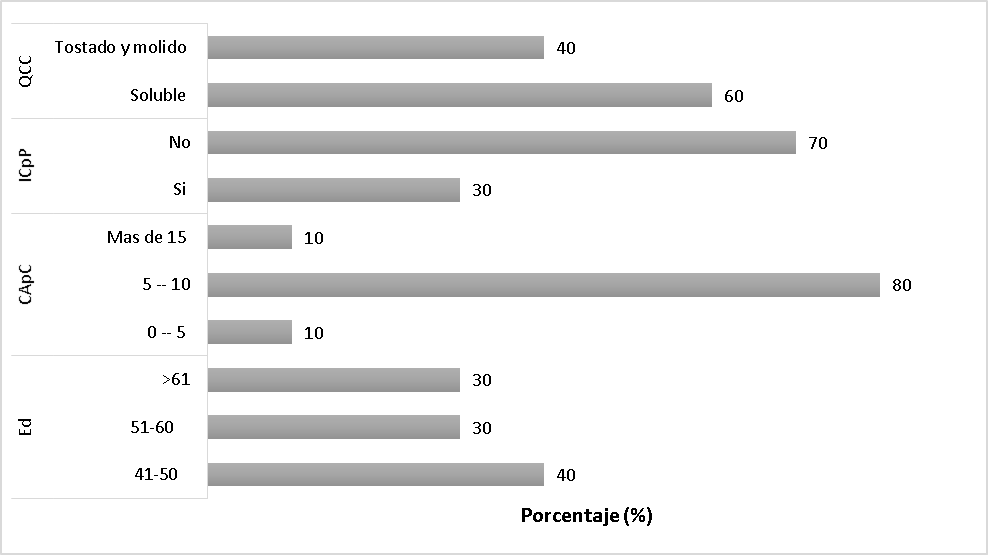 QCC
Tostado y molido 40
Soluble 60
ICpP
No 70
Si 30
CApC
Mas de 15 10
5 -- 10 80
0 -- 5 10
Ed
>61 30
51-60 30
41-50 40
Porcentaje (%)